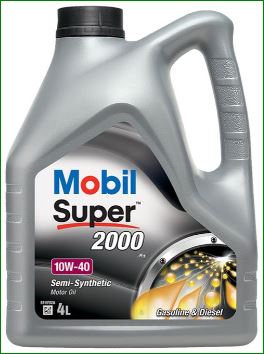 Mobil
Super™
2000
10W-40
Semi-Synthetic
Motor Oil
4L
Gasoline & Diesel